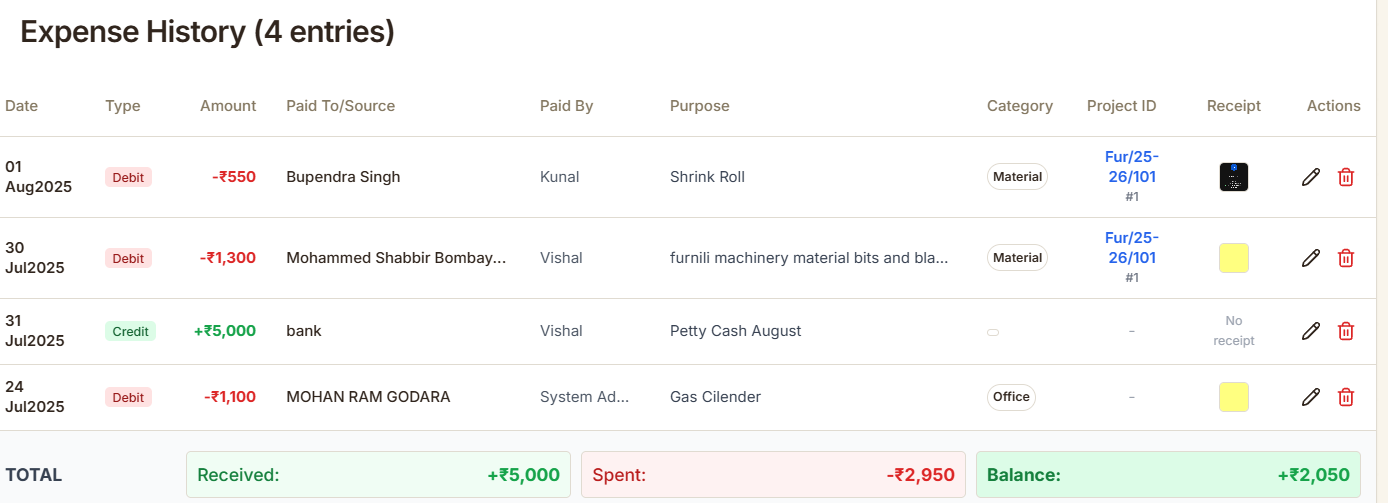 Expense History (4 entries)
Date Type Amount Paid To/Source Paid By Purpose Category Project ID Receipt Actions
01 Aug2025 Debit -₹550 Bupendra Singh Kunal Shrink Roll Material Fur/25-26/101 #1
30 Jul2025 Debit -₹1,300 Mohammed Shabbir Bombay... Vishal furnili machinery material bits and bla... Material Fur/25-26/101 #1
31 Jul2025 Credit +₹5,000 bank Vishal Petty Cash August - No receipt
24 Jul2025 Debit -₹1,100 MOHAN RAM GODARA System Ad... Gas Cilender Office -
TOTAL Received: +₹5,000 Spent: -₹2,950 Balance: +₹2,050